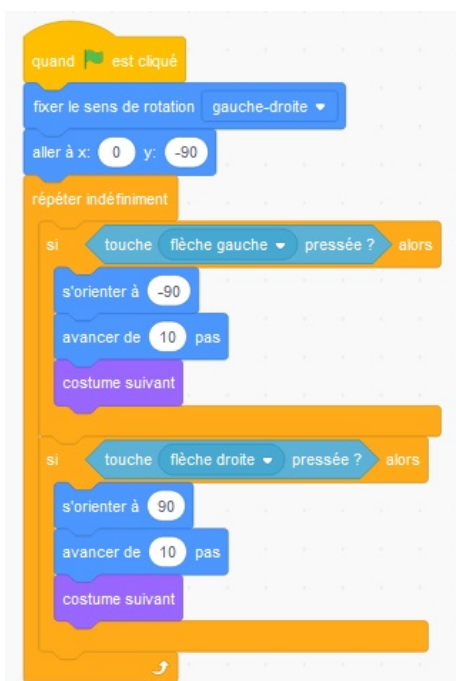 quand est cliqué
fixer le sens de rotation gauche-droite
aller à x: 0 y: -90
répéter indéfiniment
si touche flèche gauche pressée ? alors
s'orienter à -90
avancer de 10 pas
costume suivant
si touche flèche droite pressée ? alors
s'orienter à 90
avancer de 10 pas
costume suivant